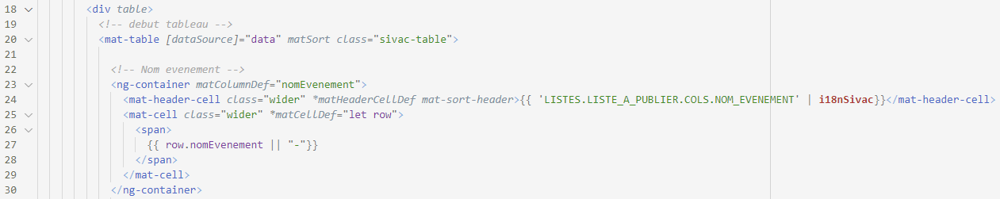 18 <div table>
19 <!-- debut tableau -->
20 <mat-table [dataSource]="data" matSort class="sivac-table">
21
22 <!-- Nom evenement -->
23 <ng-container matColumnDef="nomEvenement">
24 <mat-header-cell class="wider" *matHeaderCellDef mat-sort-header>{{ 'LISTES.LISTE_A_PUBLIER.COLS.NOM_EVENEMENT' | i18nSivac}}</mat-header-cell>
25 <mat-cell class="wider" *matCellDef="let row">
26 <span>
27 {{ row.nomEvenement || "-"}}
28 </span>
29 </mat-cell>
30 </ng-container>